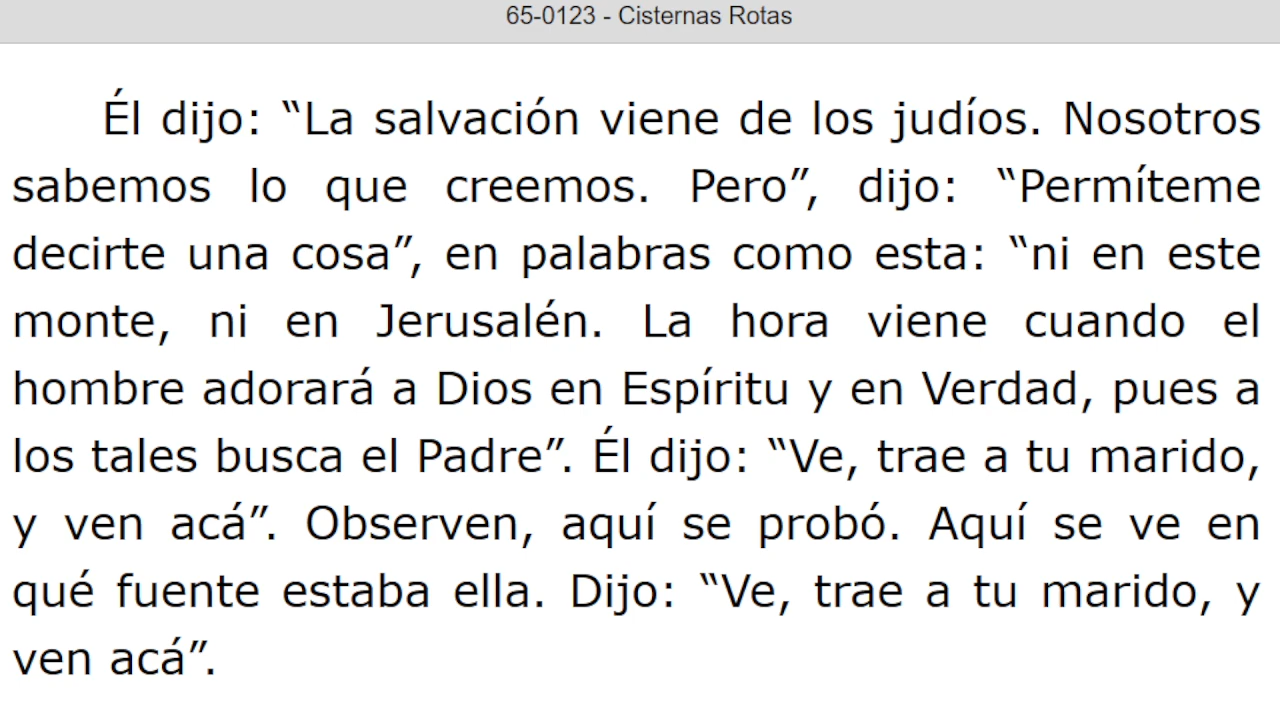 65-0123 - Cisternas Rotas
Él dijo: “La salvación viene de los judíos. Nosotros
sabemos lo que creemos. Pero”, dijo: “Permíteme
decirte una cosa”, en palabras como esta: “ni en este
monte, ni en Jerusalén. La hora viene cuando el
hombre adorará a Dios en Espíritu y en Verdad, pues a
los tales busca el Padre”. Él dijo: “Ve, trae a tu marido,
y ven acá”. Observen, aquí se probó. Aquí se ve en
qué fuente estaba ella. Dijo: “Ve, trae a tu marido, y
ven acá”.